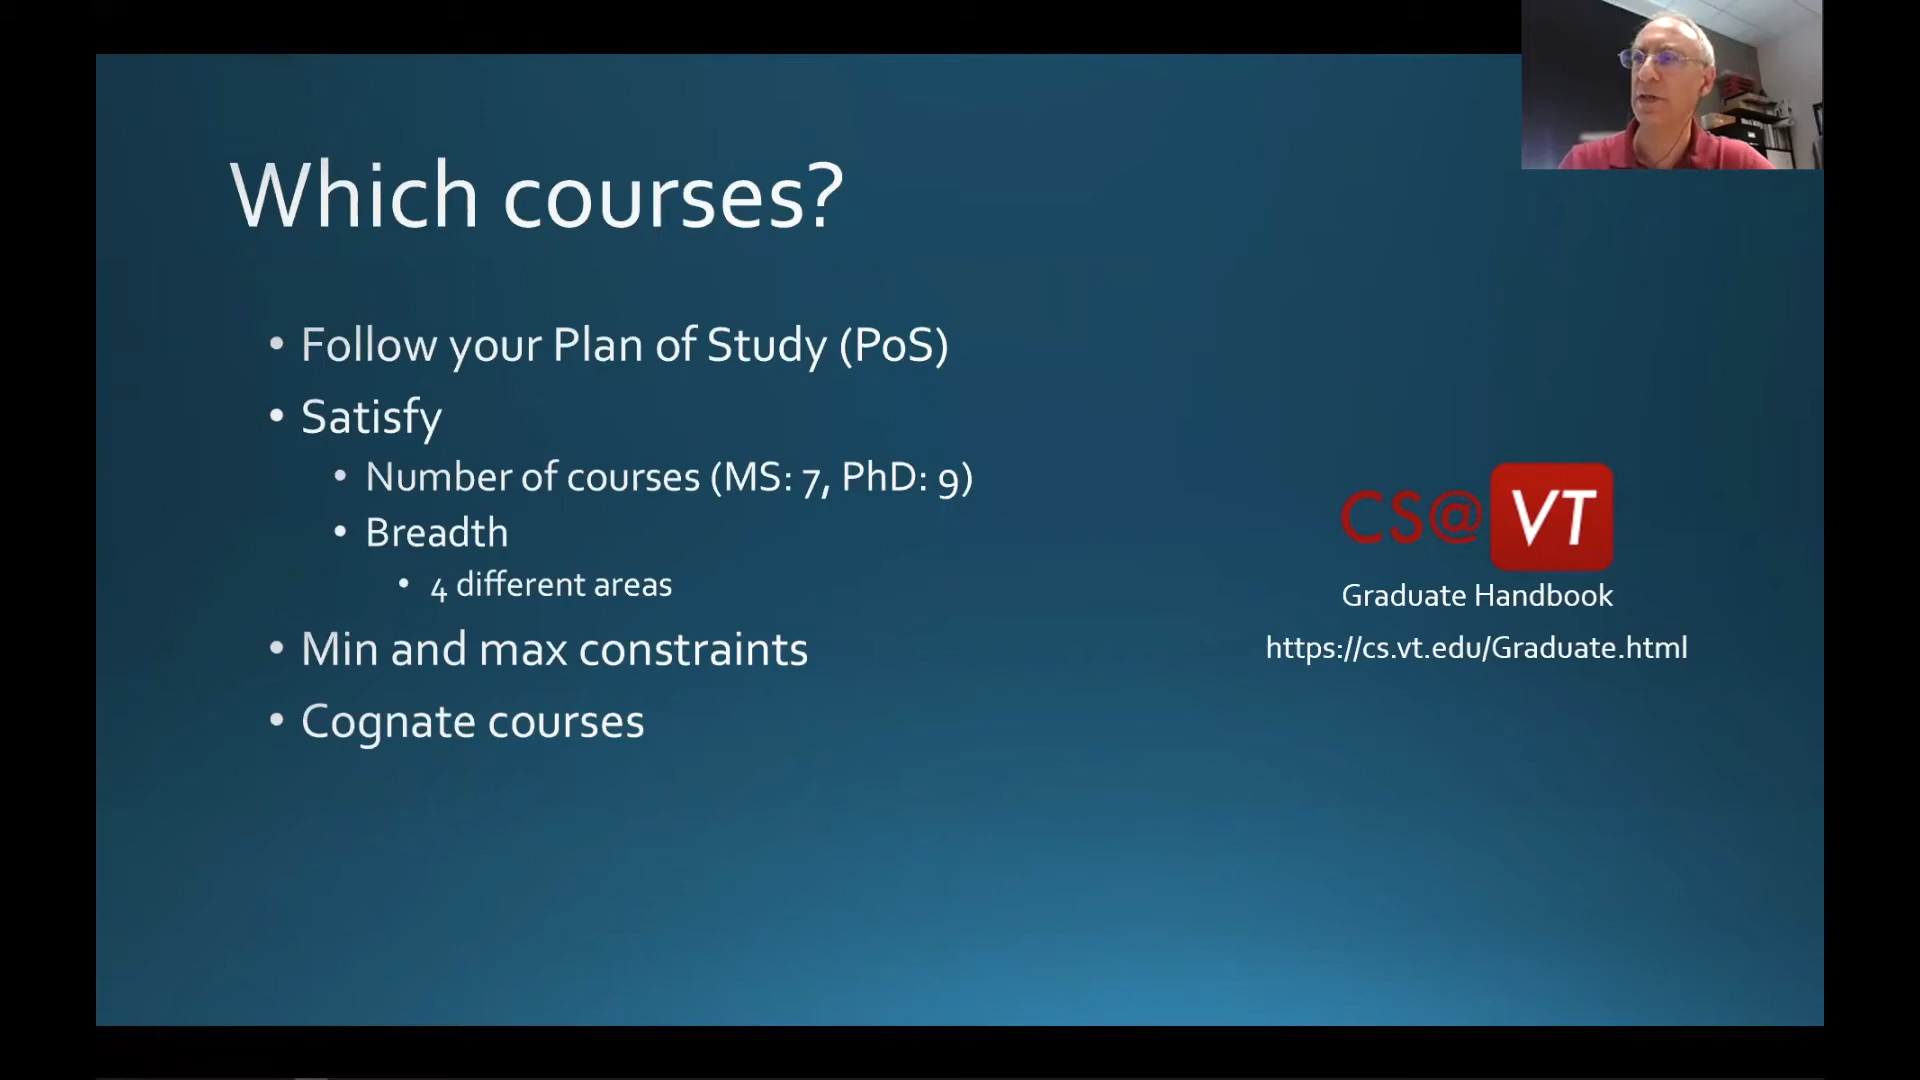 Which courses?
• Follow your Plan of Study (PoS)
• Satisfy
• Number of courses (MS: 7, PhD: 9)
• Breadth
• 4 different areas
• Min and max constraints
• Cognate courses
CS@VT
Graduate Handbook
https://cs.vt.edu/Graduate.html